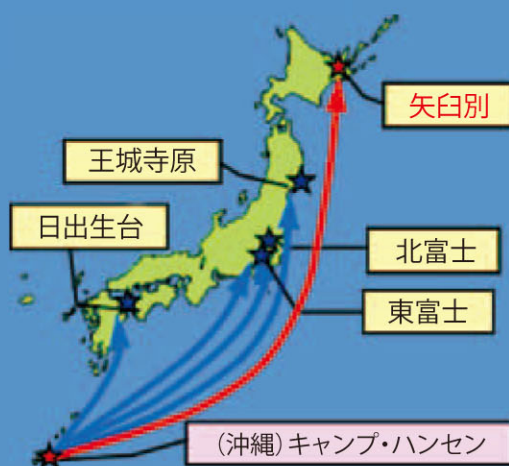 矢臼別
王城寺原
日出生台
北富士
東富士
(沖縄)キャンプ・ハンセン